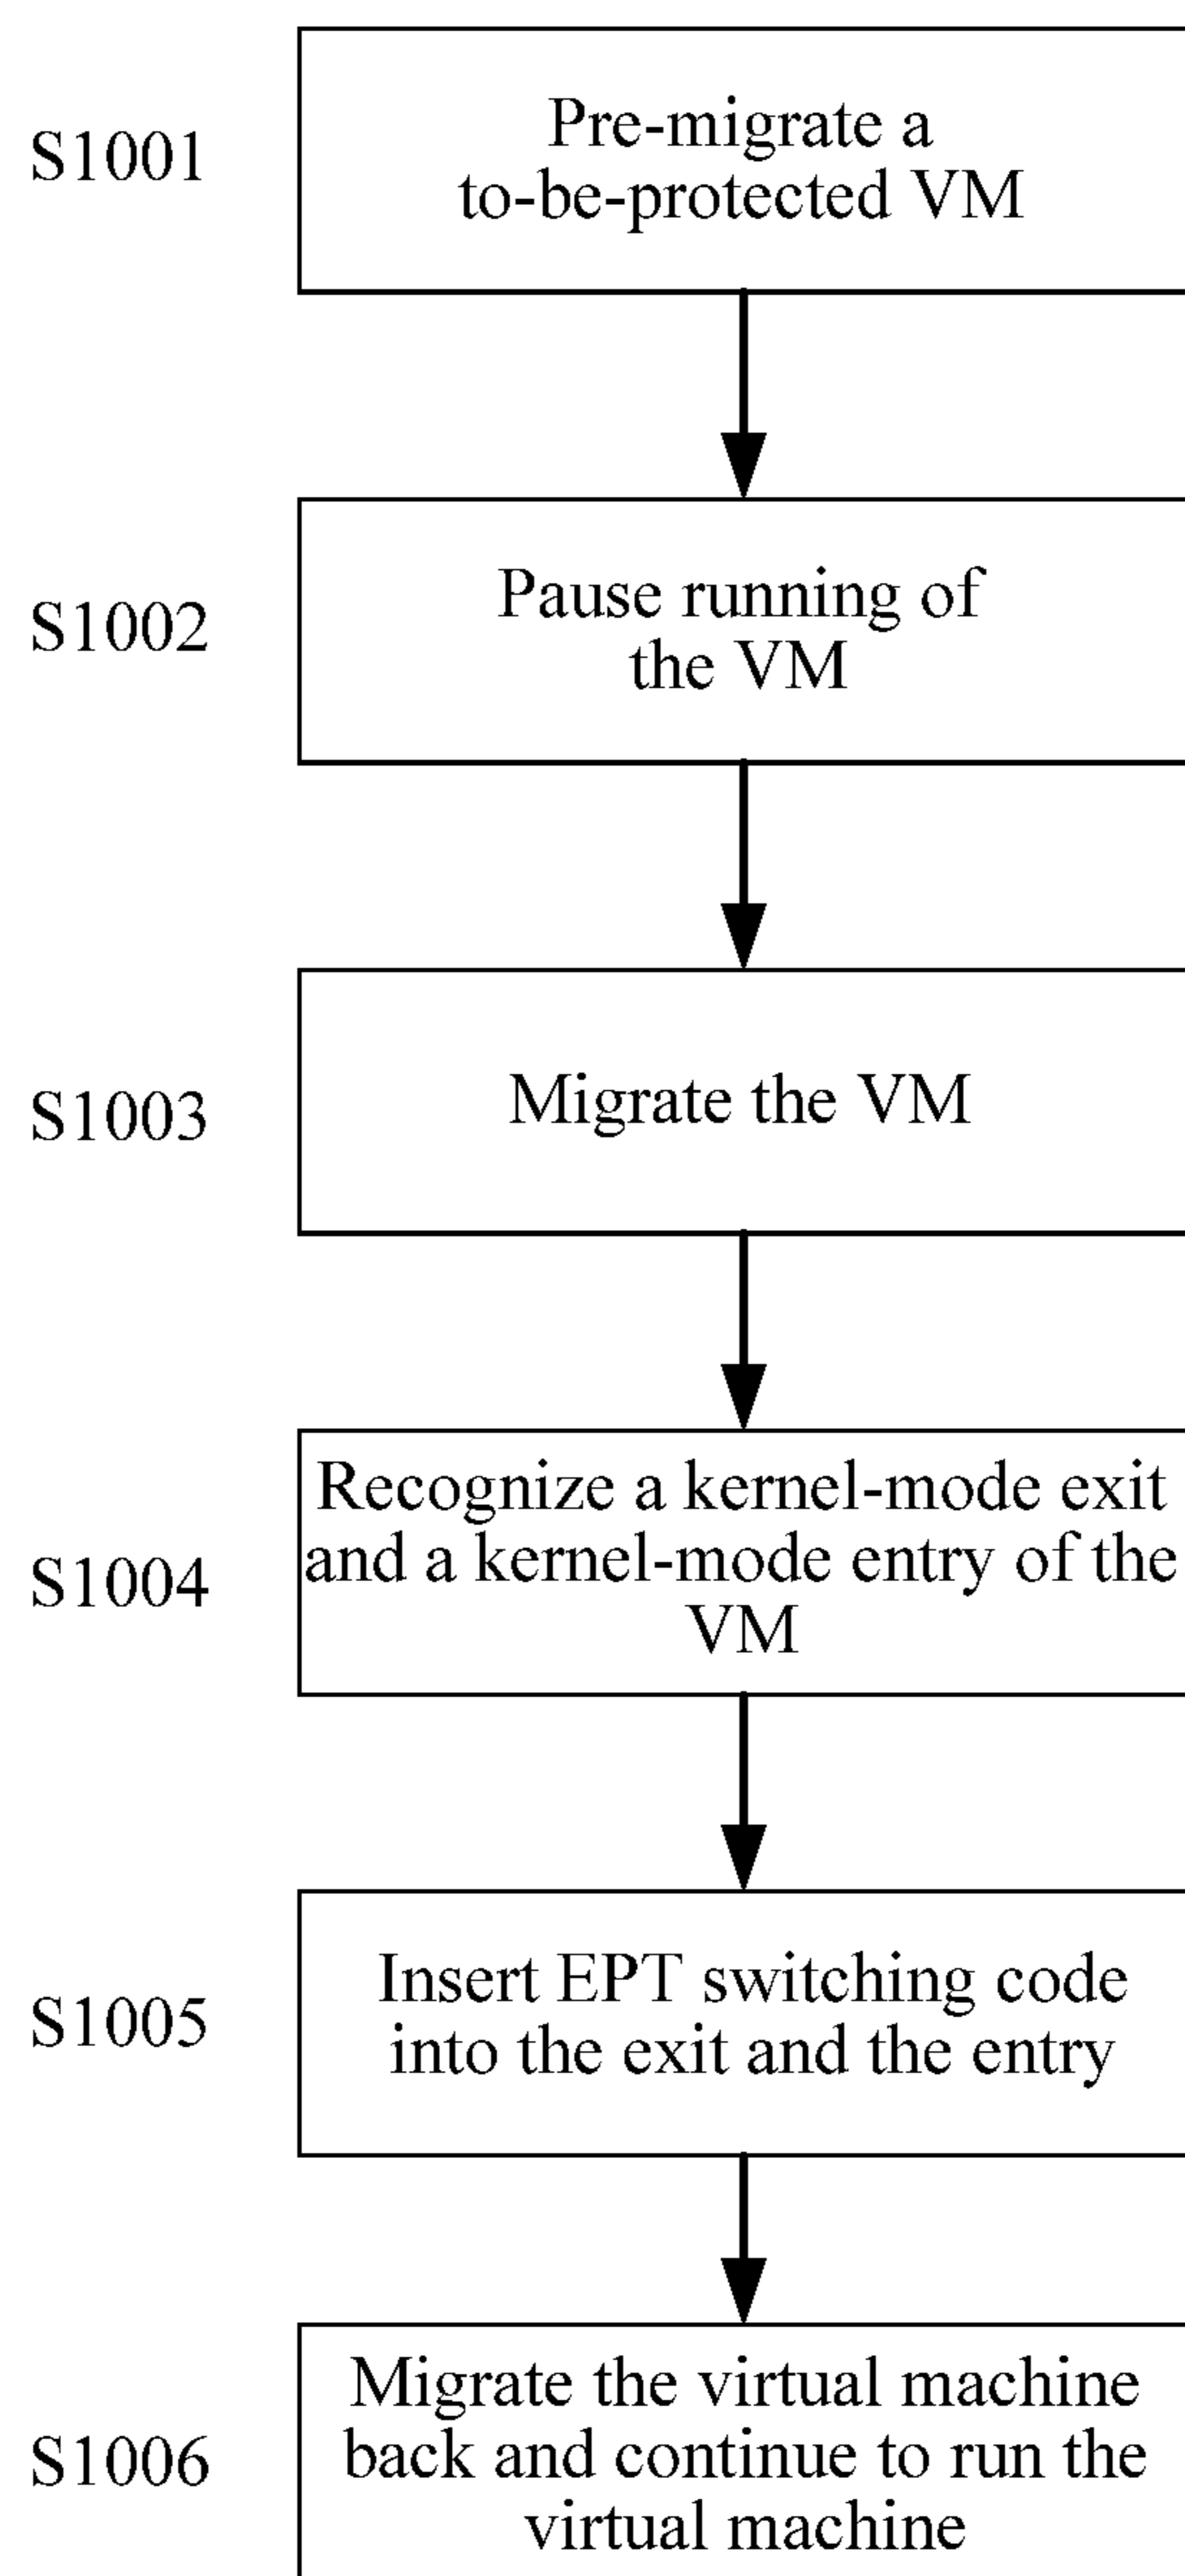 S1001
Pre-migrate a
to-be-protected VM
S1002
Pause running of
the VM
S1003
Migrate the VM
S1004
Recognize a kernel-mode exit
and a kernel-mode entry of the
VM
S1005
Insert EPT switching code
into the exit and the entry
S1006
Migrate the virtual machine
back and continue to run the
virtual machine